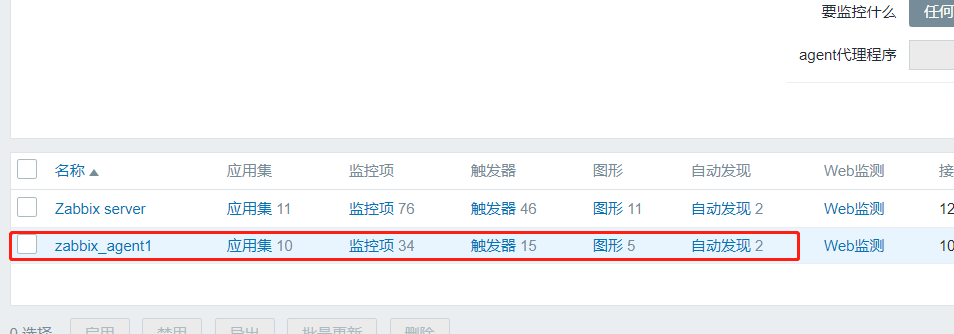 要监控什么 任何
agent代理程序
名称 应用集 监控项 触发器 图形 自动发现 Web监测 接
Zabbix server 应用集 11 监控项 76 触发器 46 图形 11 自动发现 2 Web监测 12
zabbix_agent1 应用集 10 监控项 34 触发器 15 图形 5 自动发现 2 Web监测 10
0 选择 启用 禁用 导出 批量更新 删除